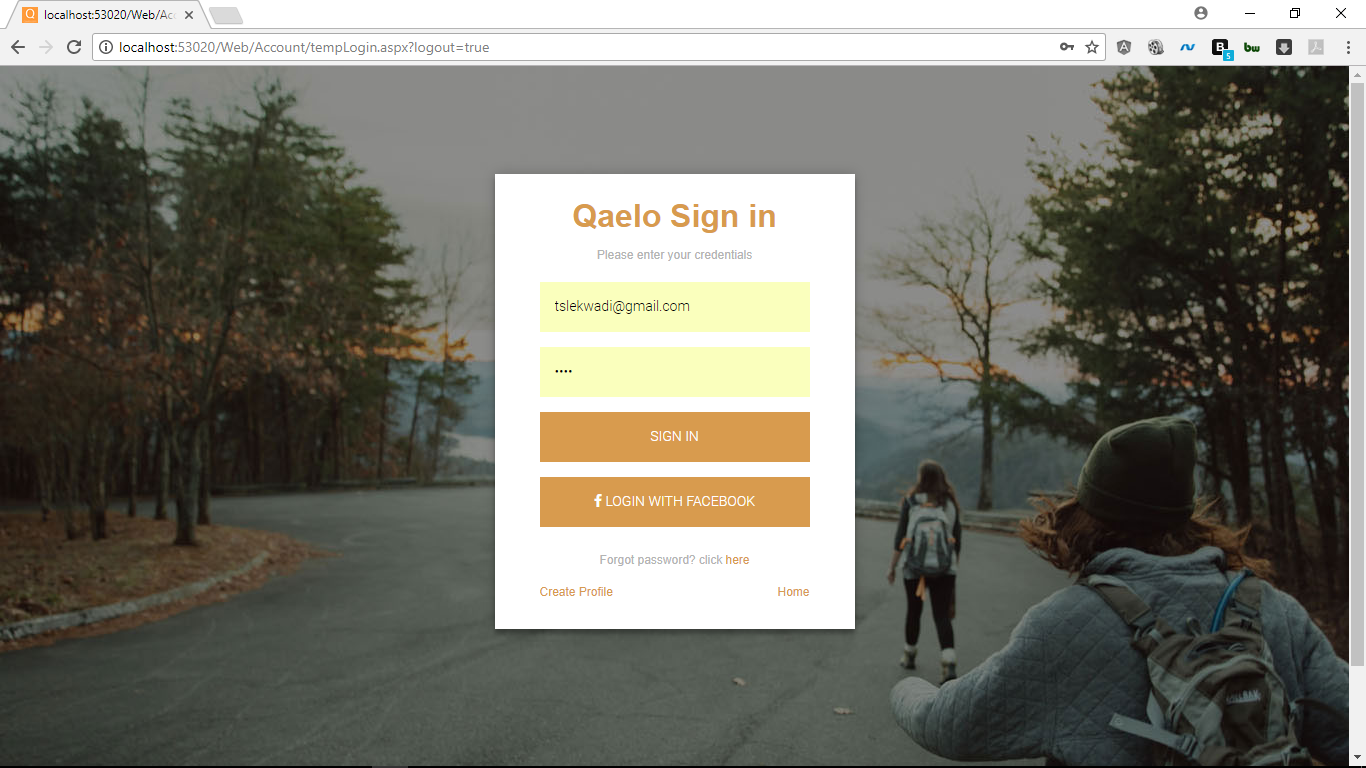 Q localhost:53020/Web/Acc
localhost:53020/Web/Account/tempLogin.aspx?logout=true
Qaelo Sign in
Please enter your credentials
tslekwadi@gmail.com
••••
SIGN IN
f LOGIN WITH FACEBOOK
Forgot password? click here
Create Profile Home